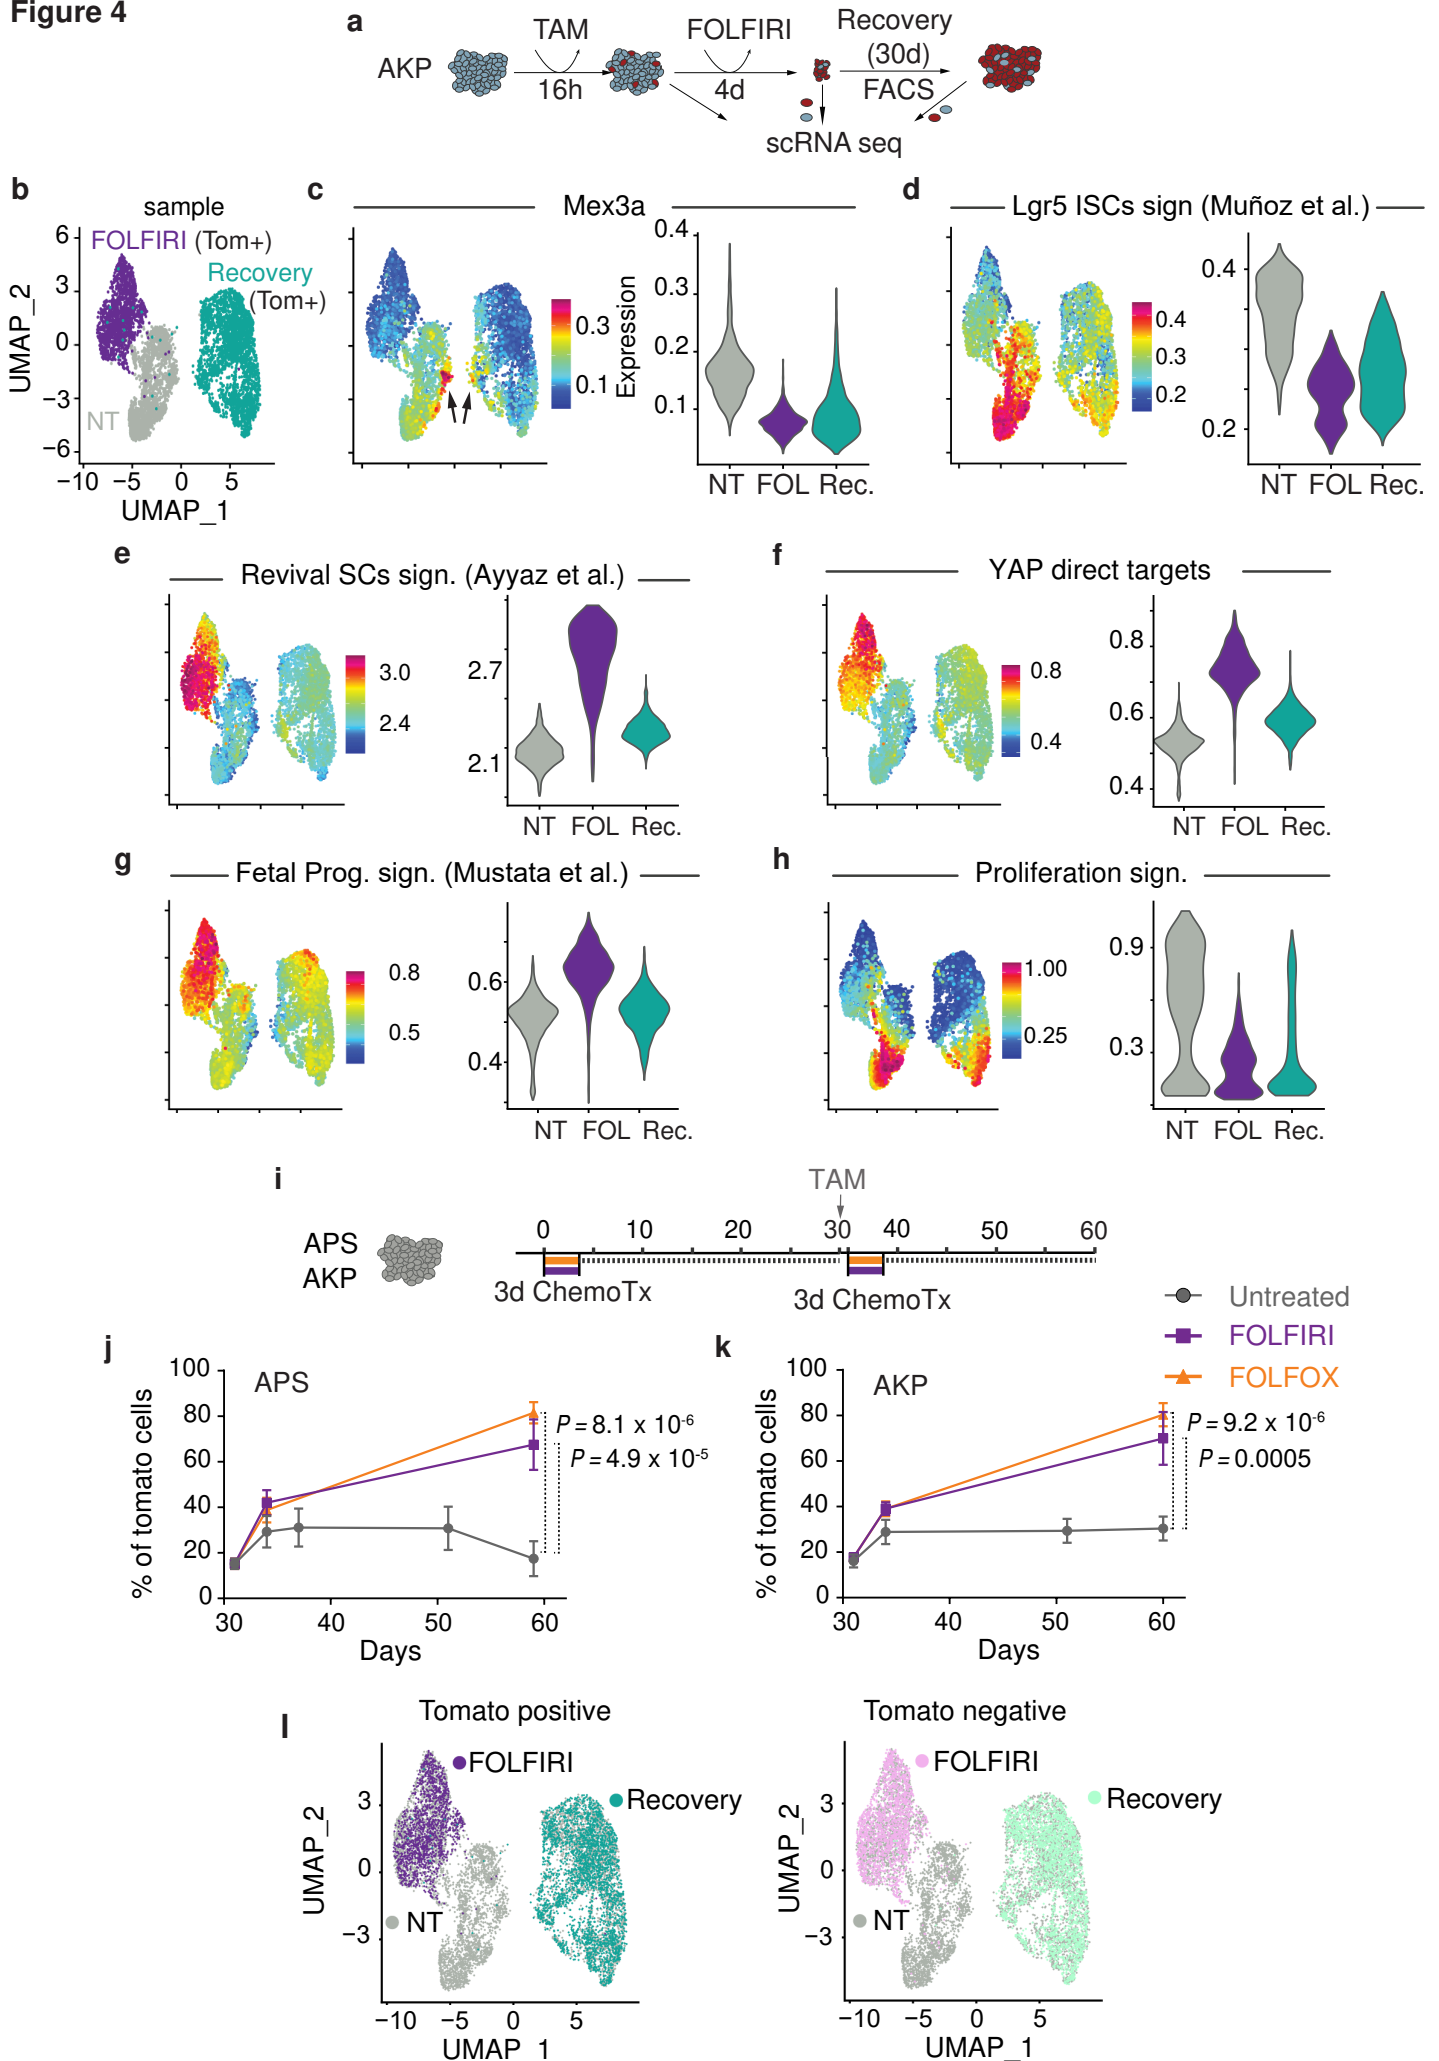 Figure 4
a
TAM
FOLFIRI
Recovery
(30d)
AKP
16h
4d
FACS
scRNA seq
b
sample
FOLFIRI (Tom+)
Recovery
(Tom+)
NT
UMAP_2
6
3
0
−3
−6
−10 −5 0 5
UMAP_1
c
Mex3a
0.3
0.1
Expression
0.4
0.3
0.2
0.1
NT FOL Rec.
d
Lgr5 ISCs sign (Muñoz et al.)
0.4
0.3
0.2
0.4
0.2
NT FOL Rec.
e
Revival SCs sign. (Ayyaz et al.)
3.0
2.4
2.7
2.1
NT FOL Rec.
f
YAP direct targets
0.8
0.4
0.8
0.6
0.4
NT FOL Rec.
g
Fetal Prog. sign. (Mustata et al.)
0.8
0.5
0.6
0.4
NT FOL Rec.
h
Proliferation sign.
1.00
0.25
0.9
0.3
NT FOL Rec.
i
TAM
APS
AKP
0 10 20 30 40 50 60
3d ChemoTx
3d ChemoTx
Untreated
FOLFIRI
FOLFOX
j
APS
% of tomato cells
100
80
60
40
20
0
30 40 50 60
Days
P = 8.1 x 10⁻⁶
P = 4.9 x 10⁻⁵
k
AKP
% of tomato cells
100
80
60
40
20
0
30 40 50 60
Days
P = 9.2 x 10⁻⁶
P = 0.0005
l
Tomato positive
FOLFIRI
Recovery
NT
UMAP_2
3
0
−3
−10 −5 0 5
UMAP_1
Tomato negative
FOLFIRI
Recovery
NT
UMAP_2
3
0
−3
−10 −5 0 5
UMAP_1